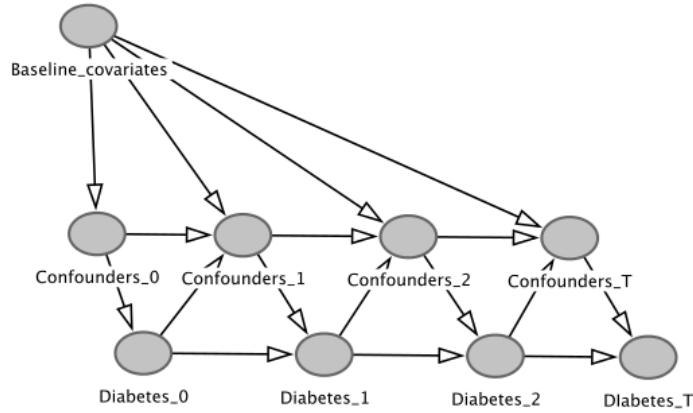 Baseline_covariates
Confounders_0
Confounders_1
Confounders_2
Confounders_T
Diabetes_0
Diabetes_1
Diabetes_2
DIabetes_T